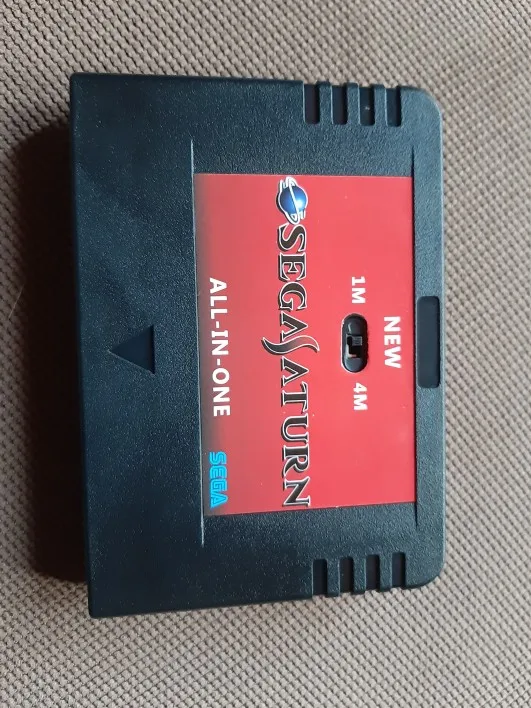 NEW
1M 4M
SEGA SATURN
ALL-IN-ONE
SEGA